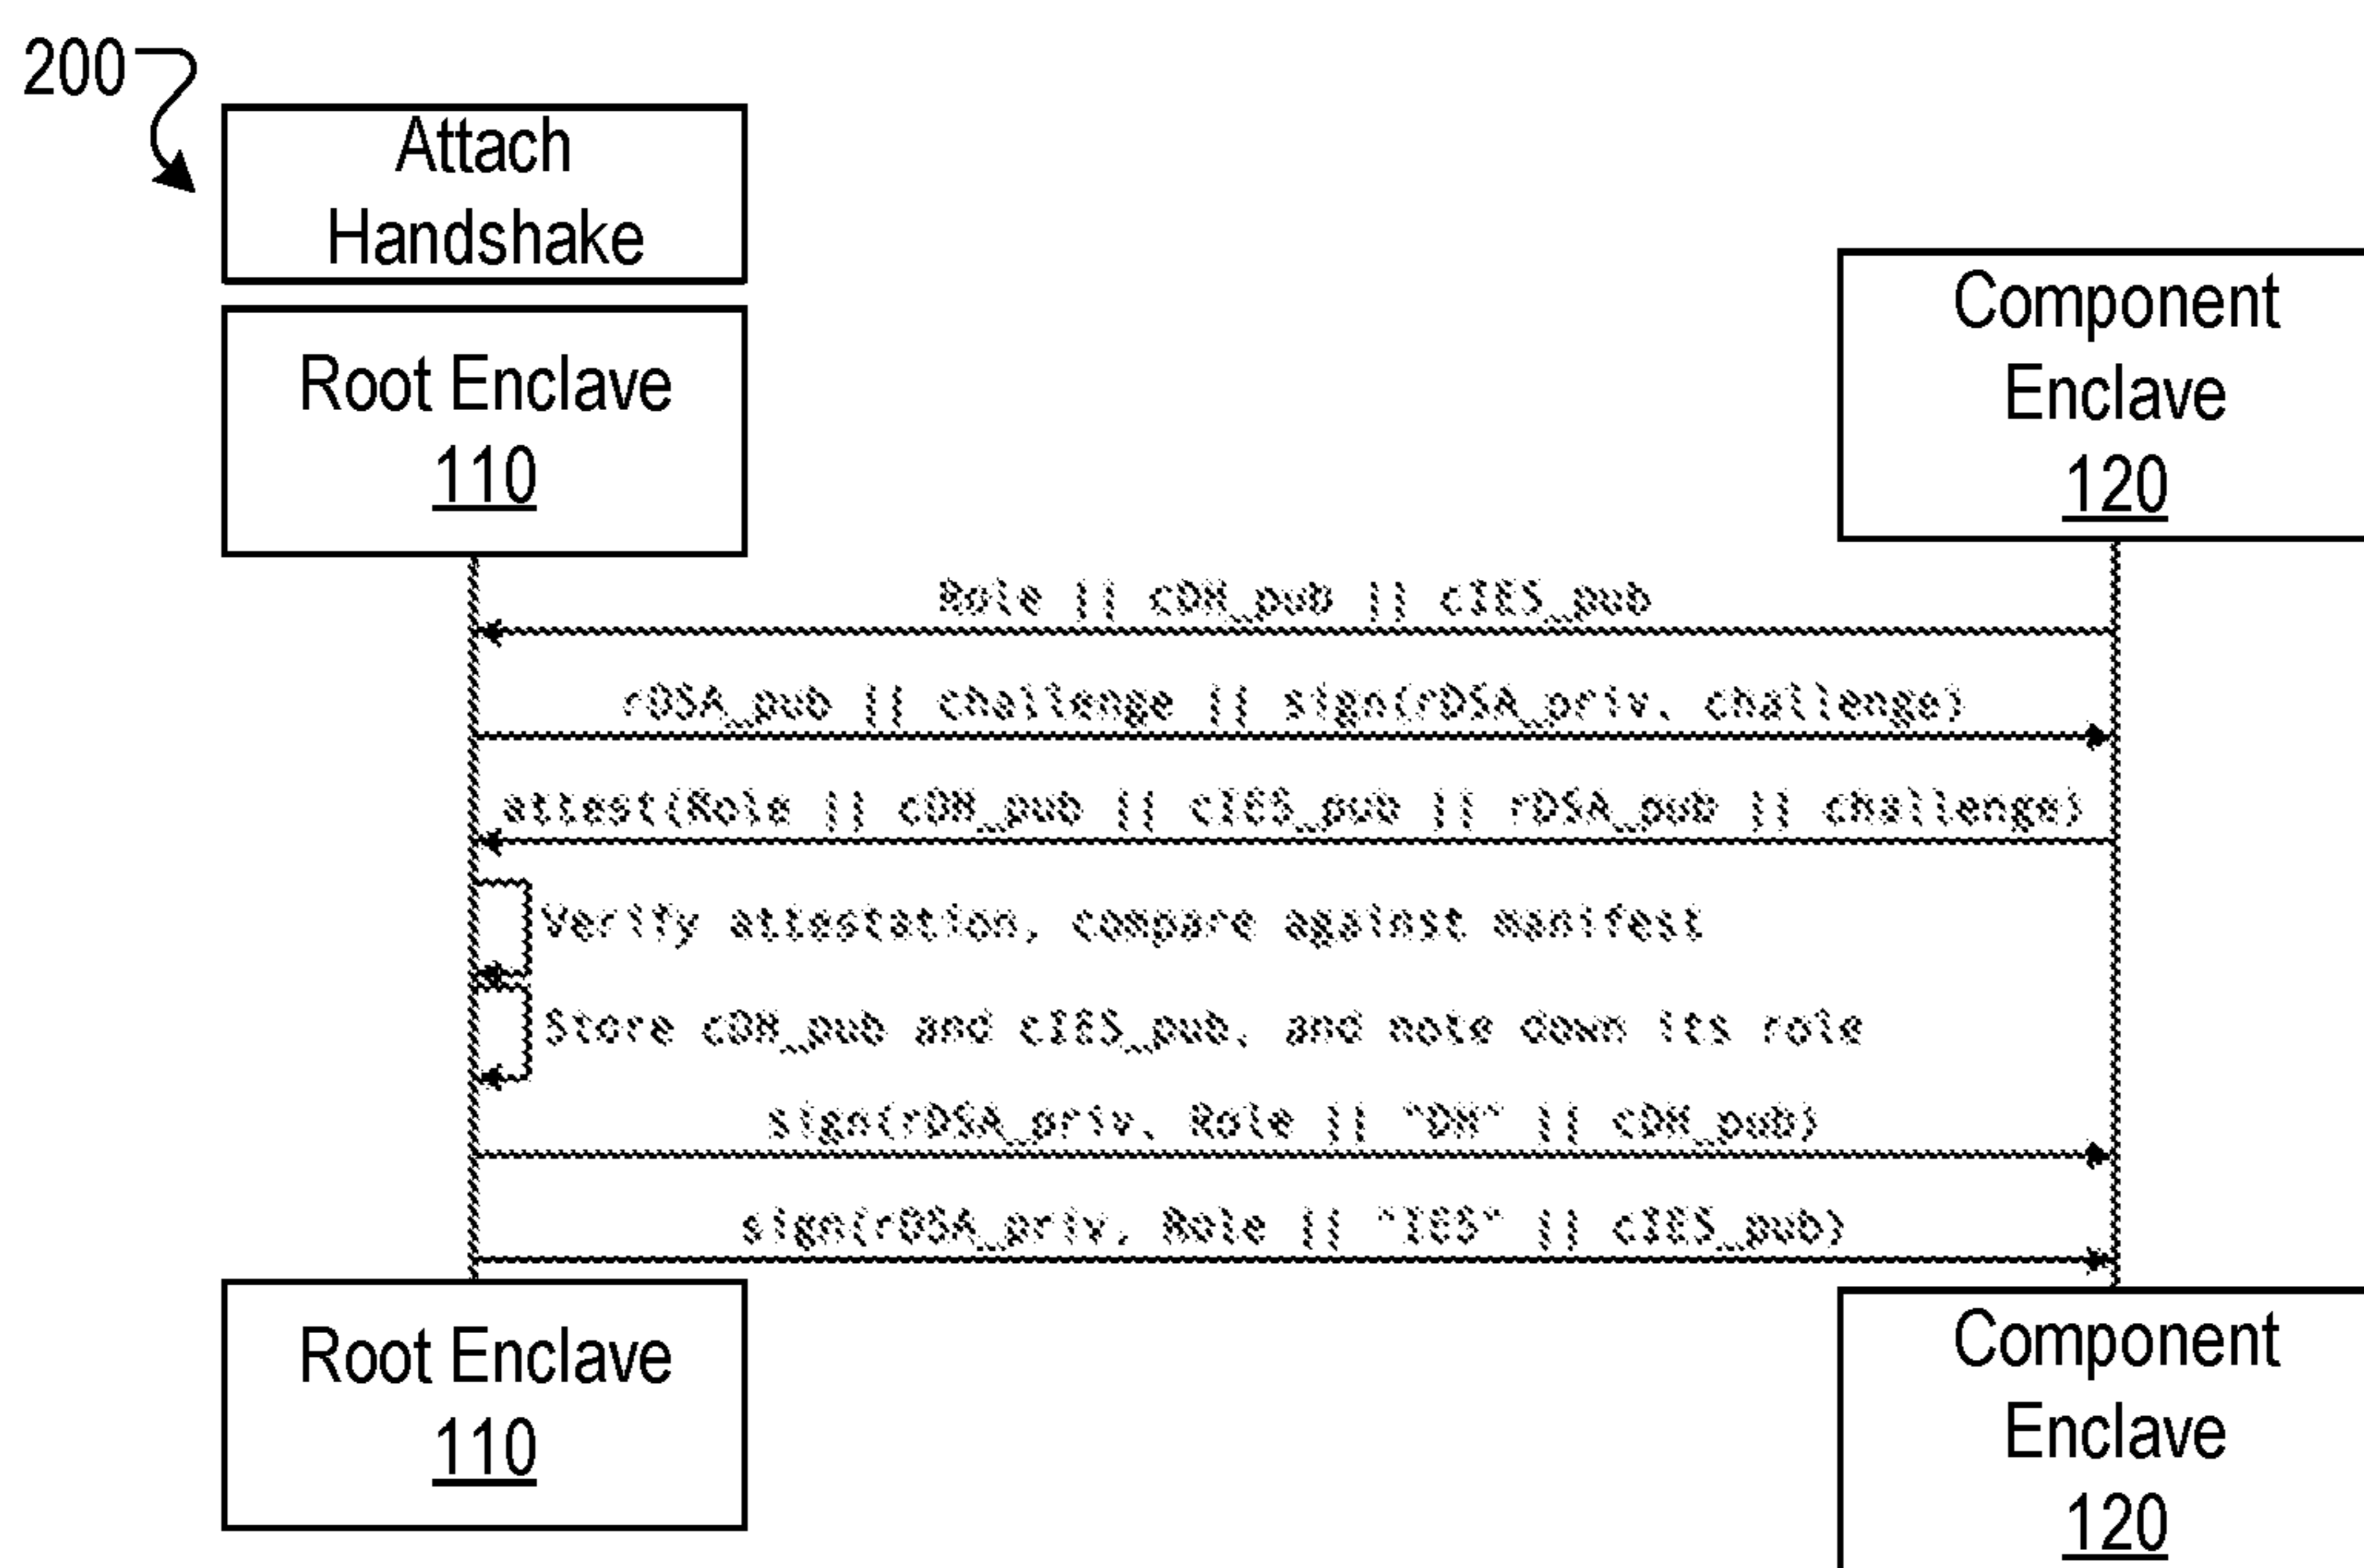 200
Attach
Handshake
Root Enclave
110
Component
Enclave
120
Role || cDH_pub || cIES_pub
rDSA_pub || challenge || sign(rDSA_priv, challenge)
attest(Role || cDH_pub || cIES_pub || rDSA_pub || challenge)
Verify attestation, compare against manifest
Store cDH_pub and cIES_pub, and note down its role
sign(rDSA_priv, Role || "DH" || cDH_pub)
sign(rDSA_priv, Role || "IES" || cIES_pub)
Root Enclave
110
Component
Enclave
120